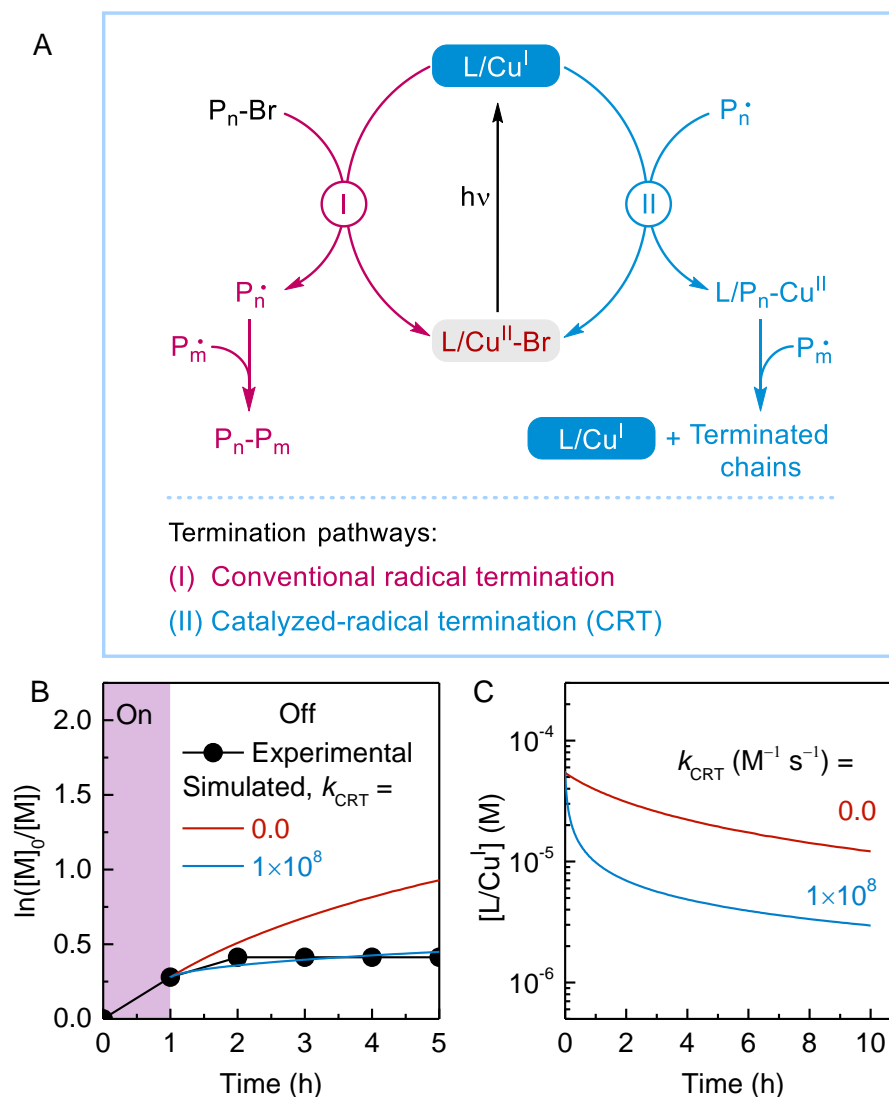 A
L/Cuᴵ
Pₙ-Br
Pₙ•
I
hν
II
Pₙ•
L/Pₙ-Cuᴵᴵ
Pₘ•
L/Cuᴵᴵ-Br
Pₘ•
Pₙ-Pₘ
L/Cuᴵ + Terminated
chains
Termination pathways:
(I) Conventional radical termination
(II) Catalyzed-radical termination (CRT)
B
On
Off
Experimental
Simulated, k_CRT =
0.0
1×10⁸
ln([M]₀/[M])
2.0
1.5
1.0
0.5
0.0
0 1 2 3 4 5
Time (h)
C
k_CRT (M⁻¹ s⁻¹) =
0.0
1×10⁸
[L/Cuᴵ] (M)
10⁻⁴
10⁻⁵
10⁻⁶
0 2 4 6 8 10
Time (h)